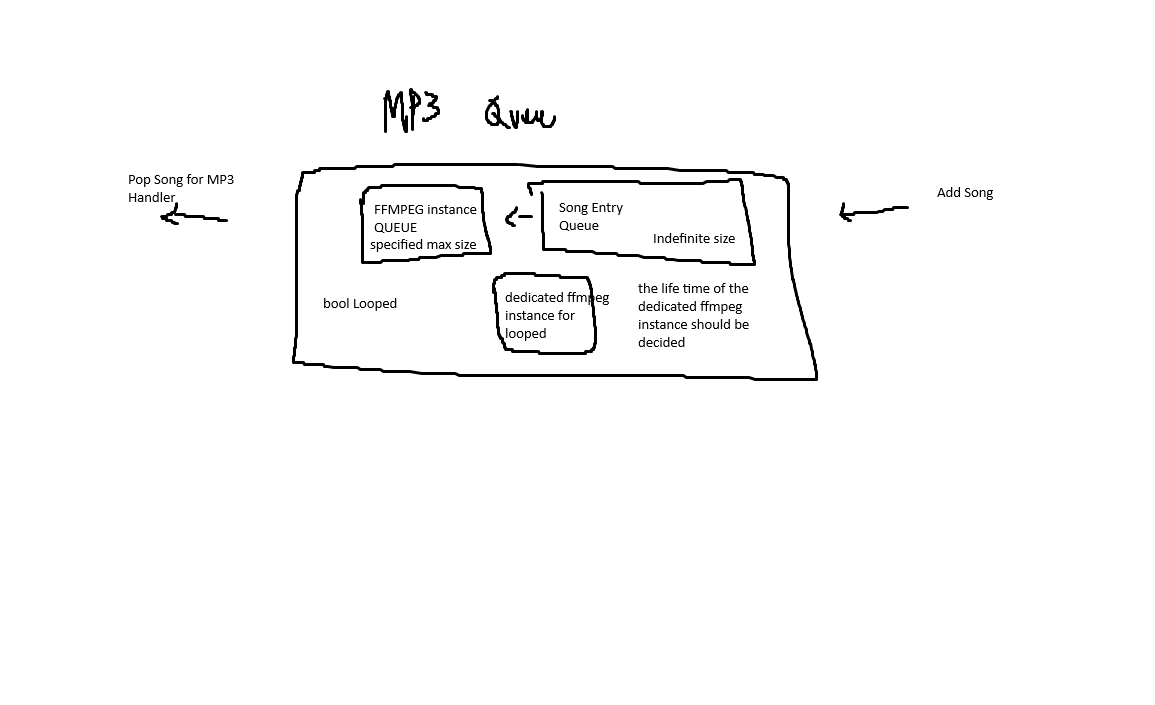 MP3 Queue
Pop Song for MP3
Handler
Add Song
FFMPEG instance
QUEUE
specified max size
Song Entry
Queue
Indefinite size
bool Looped
dedicated ffmpeg
instance for
looped
the life time of the
dedicated ffmpeg
instance should be
decided